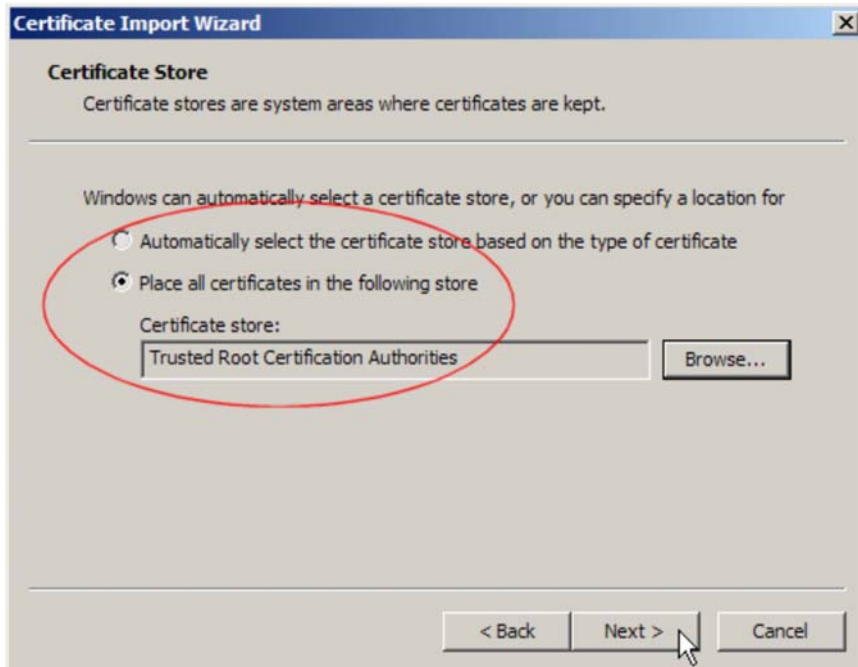 Certificate Import Wizard
Certificate Store
Certificate stores are system areas where certificates are kept.
Windows can automatically select a certificate store, or you can specify a location for
Automatically select the certificate store based on the type of certificate
Place all certificates in the following store
Certificate store:
Trusted Root Certification Authorities
Browse...
< Back
Next >
Cancel